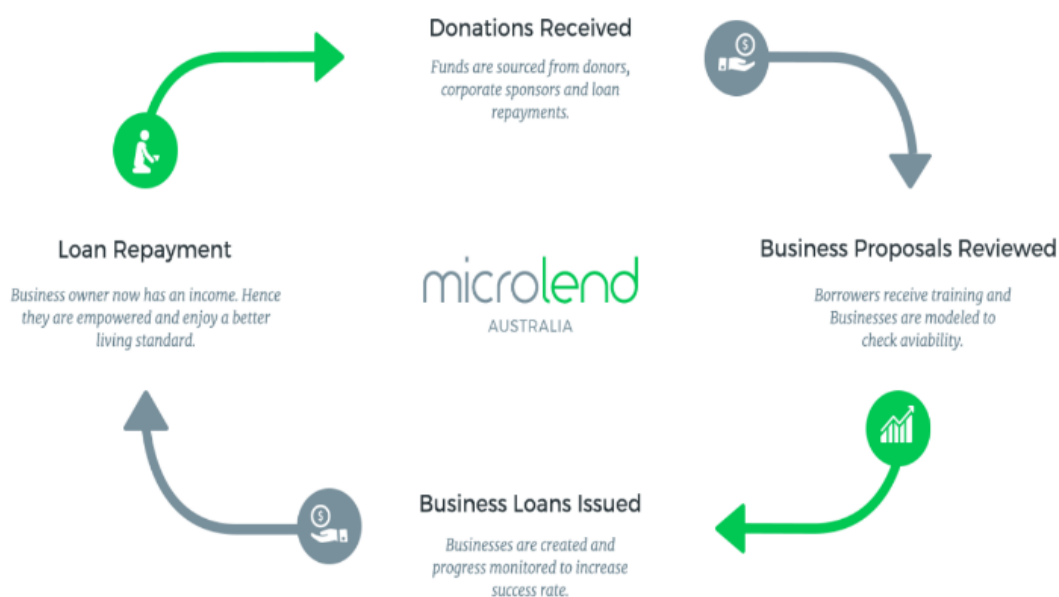 Donations Received
Funds are sourced from donors,
corporate sponsors and loan
repayments.
$
Loan Repayment
Business owner now has an income. Hence
they are empowered and enjoy a better
living standard.
microlend
AUSTRALIA
Business Proposals Reviewed
Borrowers receive training and
Businesses are modeled to
check aviability.
$
Business Loans Issued
Businesses are created and
progress monitored to increase
success rate.